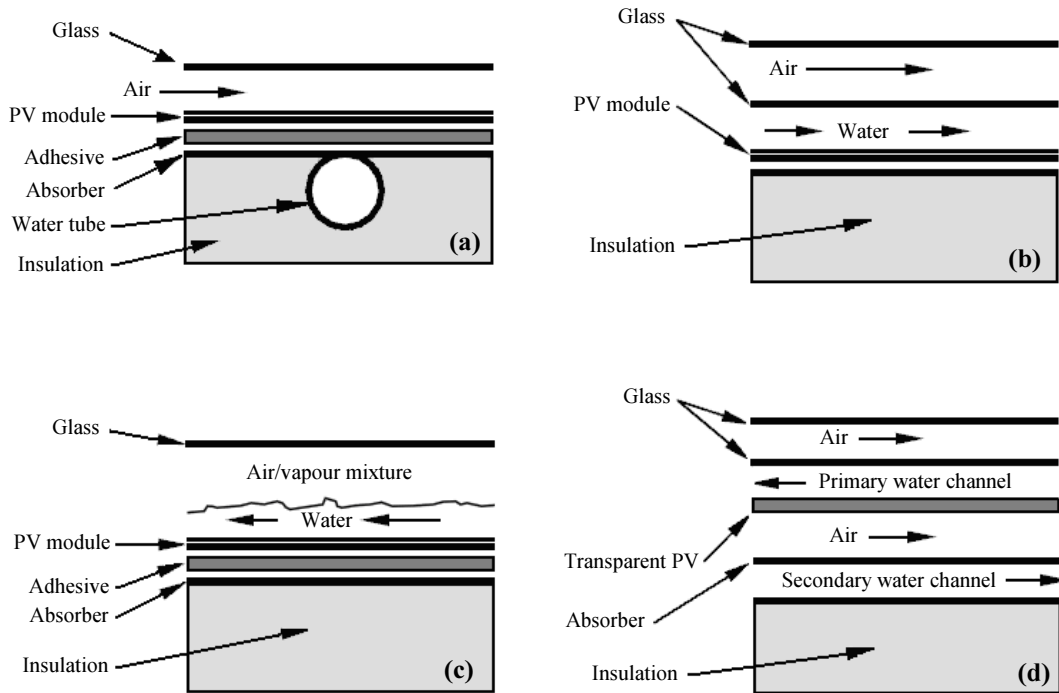 Glass
Air
PV module
Adhesive
Absorber
Water tube
Insulation
(a)
Glass
Air
PV module
Water
Insulation
(b)
Glass
Air/vapour mixture
Water
PV module
Adhesive
Absorber
Insulation
(c)
Glass
Air
Primary water channel
Transparent PV
Air
Secondary water channel
Absorber
Insulation
(d)